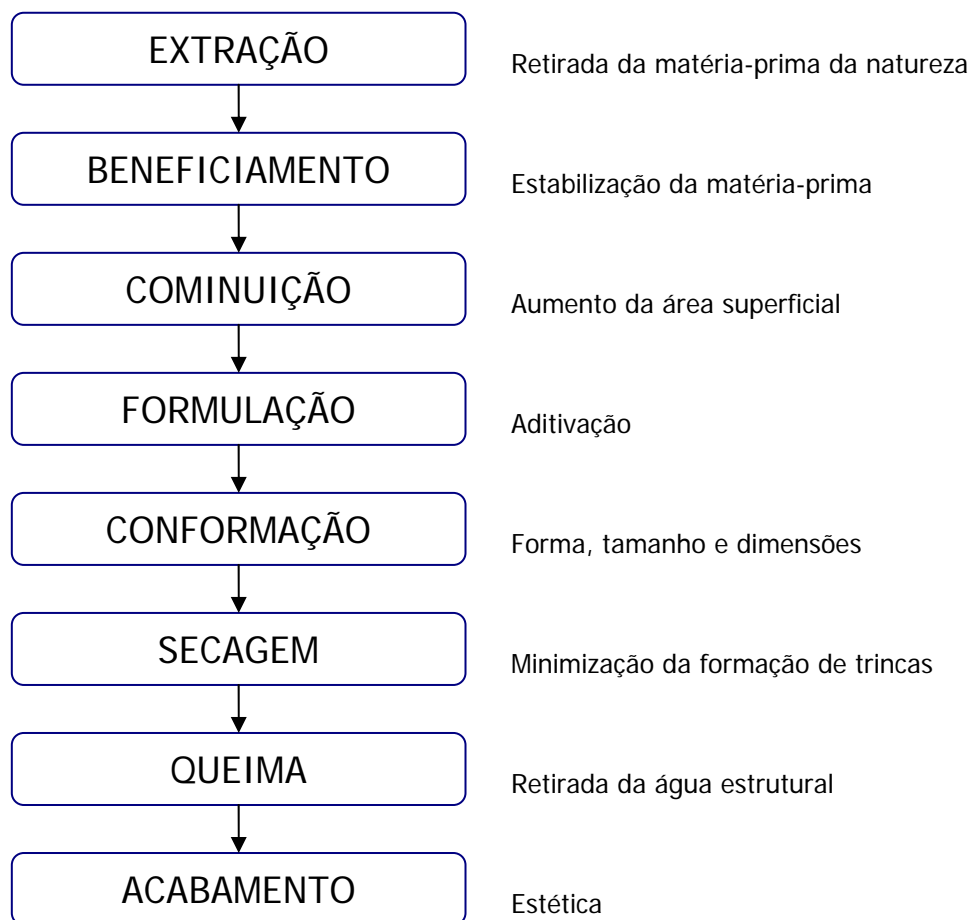 EXTRAÇÃO
Retirada da matéria-prima da natureza
BENEFICIAMENTO
Estabilização da matéria-prima
COMINUIÇÃO
Aumento da área superficial
FORMULAÇÃO
Aditivação
CONFORMAÇÃO
Forma, tamanho e dimensões
SECAGEM
Minimização da formação de trincas
QUEIMA
Retirada da água estrutural
ACABAMENTO
Estética